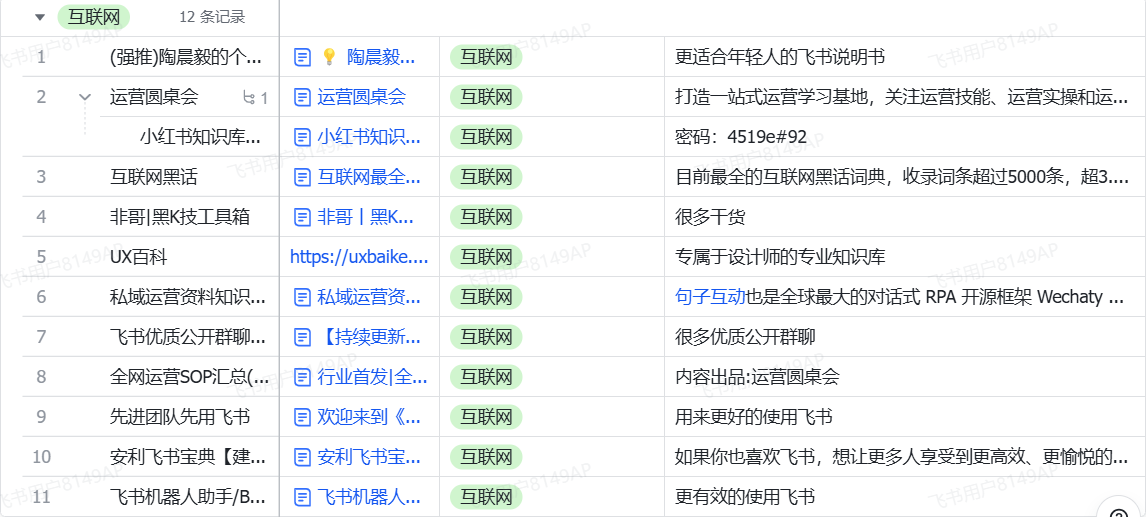 互联网 12 条记录
1 (强推)陶晨毅的个... 陶晨毅... 互联网 更适合年轻人的飞书说明书
2 运营圆桌会 1 运营圆桌会 互联网 打造一站式运营学习基地，关注运营技能、运营实操和运...
小红书知识库... 小红书知识... 互联网 密码：4519e#92
3 互联网黑话 互联网最全... 互联网 目前最全的互联网黑话词典，收录词条超过5000条，超3....
4 非哥|黑K技工具箱 非哥丨黑K... 互联网 很多干货
5 UX百科 https://uxbaike.... 互联网 专属于设计师的专业知识库
6 私域运营资料知识... 私域运营资... 互联网 句子互动也是全球最大的对话式 RPA 开源框架 Wechaty ...
7 飞书优质公开群聊... 【持续更新... 互联网 很多优质公开群聊
8 全网运营SOP汇总(... 行业首发|全... 互联网 内容出品:运营圆桌会
9 先进团队先用飞书 欢迎来到《... 互联网 用来更好的使用飞书
10 安利飞书宝典【建... 安利飞书宝... 互联网 如果你也喜欢飞书，想让更多人享受到更高效、更愉悦的...
11 飞书机器人助手/B... 飞书机器人... 互联网 更有效的使用飞书
飞书用户8149AP